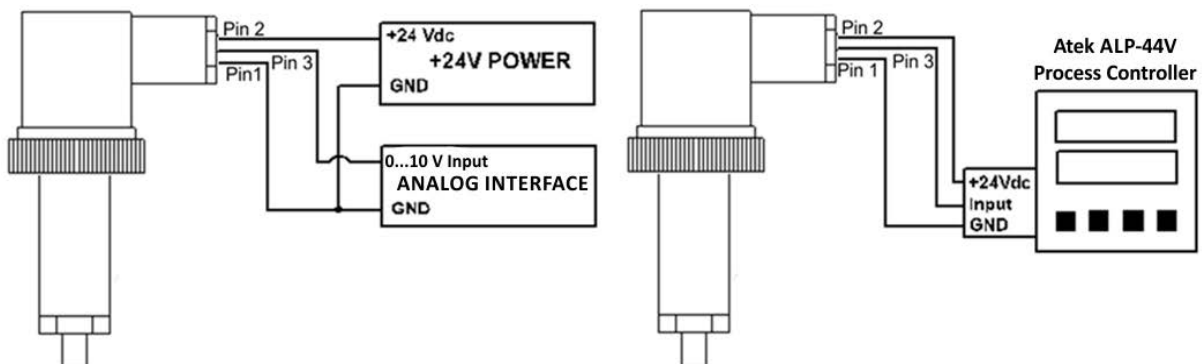 Pin 2
Pin 3
Pin1
+24 Vdc
+24V POWER
GND
0...10 V Input
ANALOG INTERFACE
GND
Pin 2
Pin 3
Pin 1
Atek ALP-44V
Process Controller
+24Vdc
Input
GND